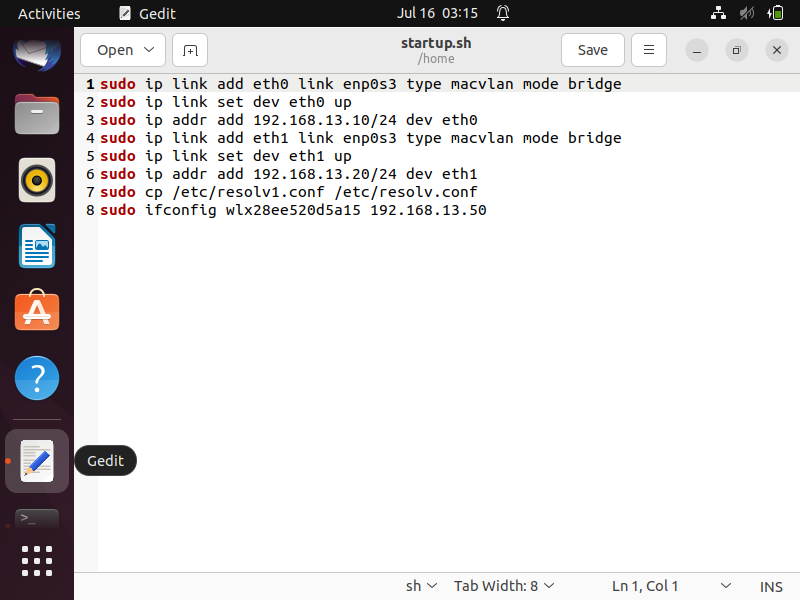 Activities Gedit Jul 16 03:15
Open startup.sh Save
/home
1 sudo ip link add eth0 link enp0s3 type macvlan mode bridge
2 sudo ip link set dev eth0 up
3 sudo ip addr add 192.168.13.10/24 dev eth0
4 sudo ip link add eth1 link enp0s3 type macvlan mode bridge
5 sudo ip link set dev eth1 up
6 sudo ip addr add 192.168.13.20/24 dev eth1
7 sudo cp /etc/resolv1.conf /etc/resolv.conf
8 sudo ifconfig wlx28ee520d5a15 192.168.13.50
Gedit
sh Tab Width: 8 Ln 1, Col 1 INS